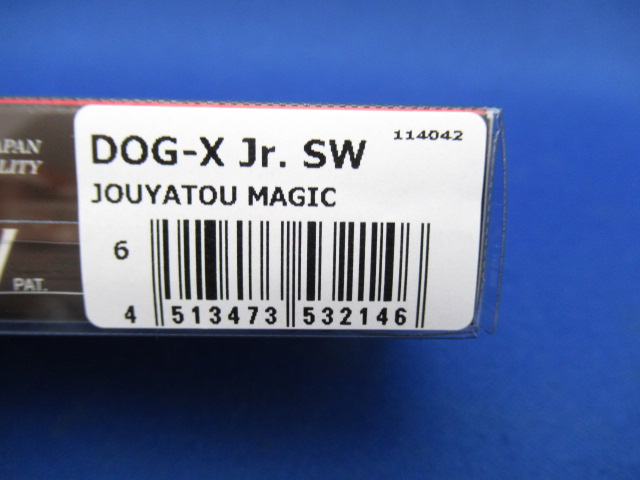 DOG-X Jr. SW
114042
JOUYATOU MAGIC
6
4 513473 532146
PAT.